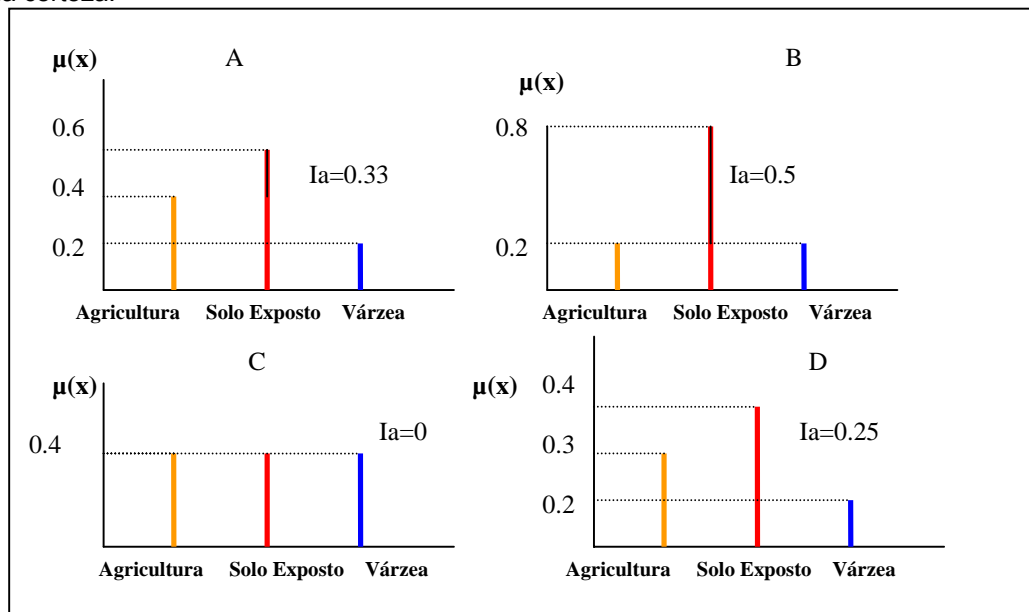 A
µ(x)
0.6
0.4
0.2
Ia=0.33
Agricultura Solo Exposto Várzea
B
µ(x)
0.8
0.2
Ia=0.5
Agricultura Solo Exposto Várzea
C
µ(x)
0.4
Ia=0
Agricultura Solo Exposto Várzea
D
µ(x)
0.4
0.3
0.2
Ia=0.25
Agricultura Solo Exposto Várzea